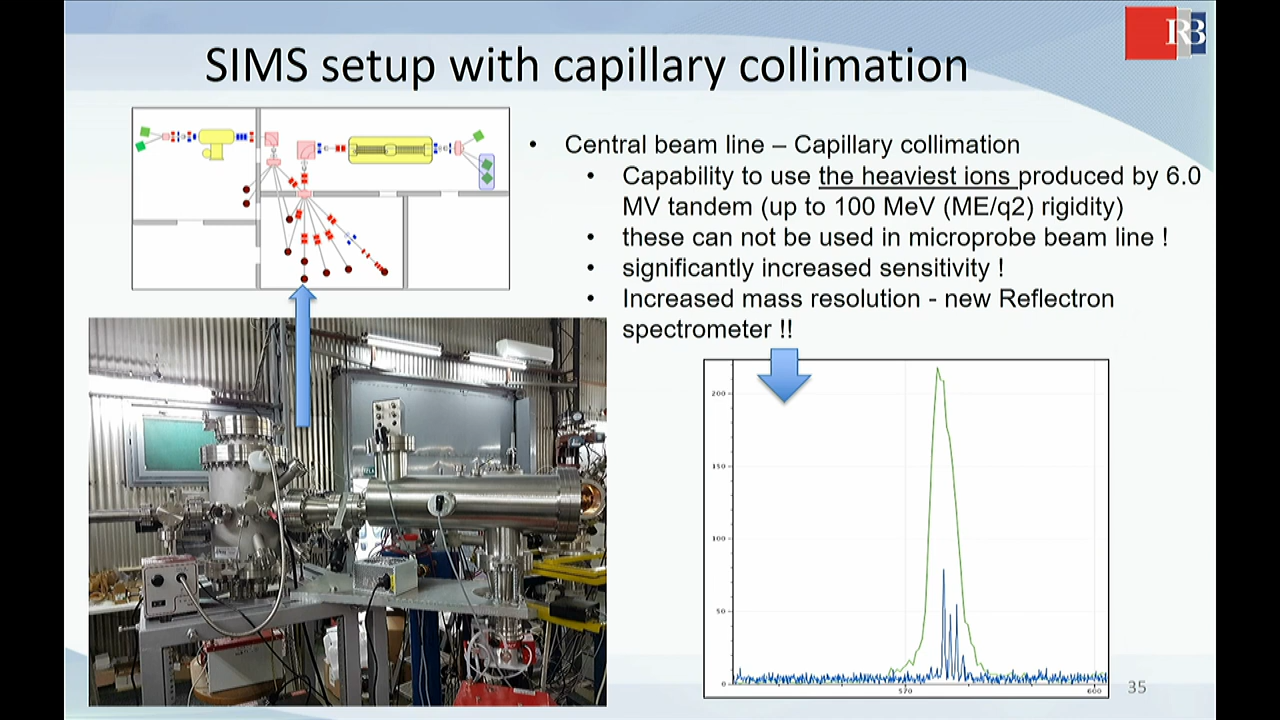 RB
SIMS setup with capillary collimation
• Central beam line – Capillary collimation
• Capability to use the heaviest ions produced by 6.0
MV tandem (up to 100 MeV (ME/q2) rigidity)
• these can not be used in microprobe beam line !
• significantly increased sensitivity !
• Increased mass resolution - new Reflectron
spectrometer !!
200
150
100
50
0
570
600
35